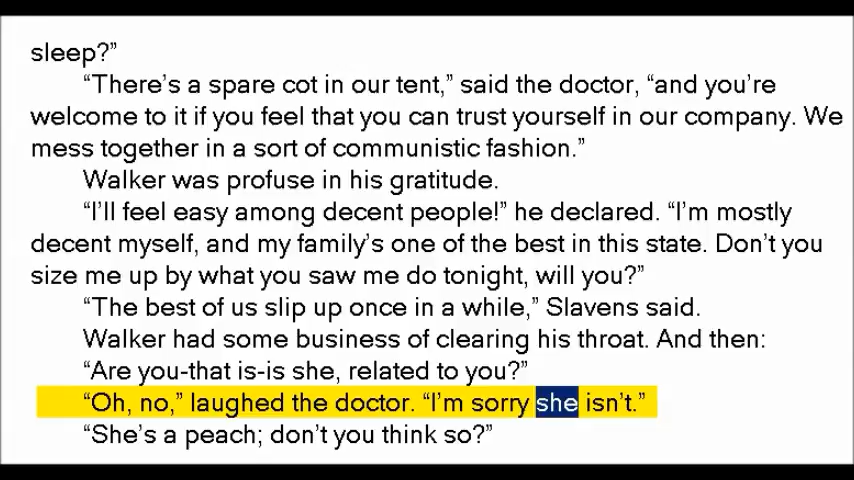 sleep?”
“There’s a spare cot in our tent,” said the doctor, “and you’re
welcome to it if you feel that you can trust yourself in our company. We
mess together in a sort of communistic fashion.”
Walker was profuse in his gratitude.
“I’ll feel easy among decent people!” he declared. “I’m mostly
decent myself, and my family’s one of the best in this state. Don’t you
size me up by what you saw me do tonight, will you?”
“The best of us slip up once in a while,” Slavens said.
Walker had some business of clearing his throat. And then:
“Are you-that is-is she, related to you?”
“Oh, no,” laughed the doctor. “I’m sorry she isn’t.”
“She’s a peach; don’t you think so?”